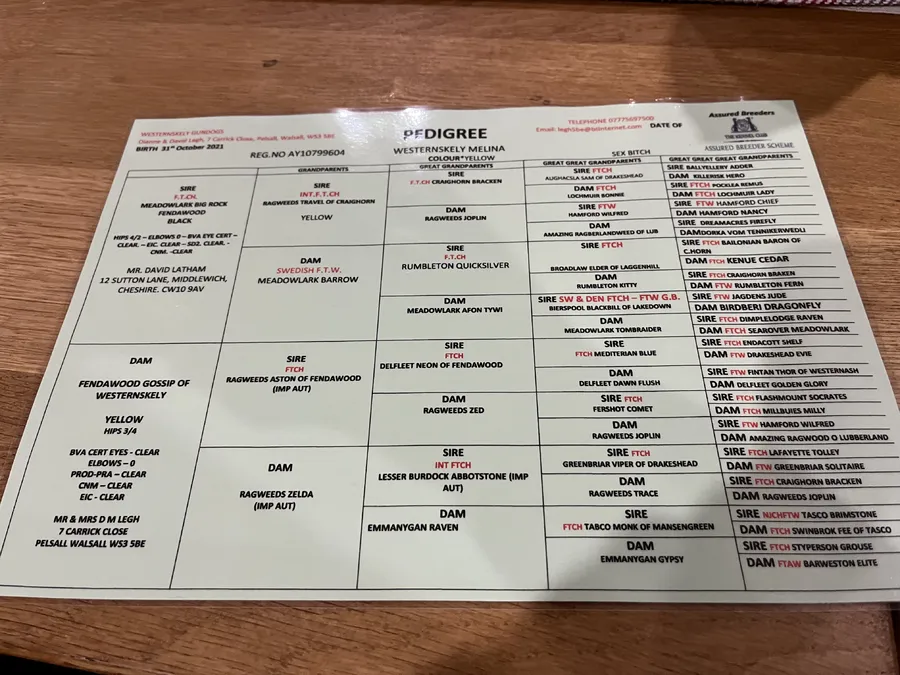 WESTERNSKELY GUNDOGS
Dianne & David Legh, 7 Carrick Close, Pelsall, Walsall, WS3 5BE
BIRTH 31st October 2021
PEDIGREE
TELEPHONE 07775697500
Email: legh5be@btinternet.com DATE OF
Assured Breeders
THE KENNEL CLUB
ASSURED BREEDER SCHEME
REG.NO AY10799604
WESTERNSKELY MELINA
COLOUR*YELLOW
SEX BITCH
GRANDPARENTS
GREAT GRANDPARENTS
GREAT GREAT GRANDPARENTS
GREAT GREAT GREAT GRANDPARENTS
SIRE
F.T.CH.
MEADOWLARK BIG ROCK
FENDAWOOD
BLACK
HIPS 4/2 – ELBOWS 0 – BVA EYE CERT –
CLEAR. – EIC. CLEAR – SD2. CLEAR. -
CNM. -CLEAR
MR. DAVID LATHAM
12 SUTTON LANE, MIDDLEWICH,
CHESHIRE, CW10 9AV
DAM
FENDAWOOD GOSSIP OF
WESTERNSKELY
YELLOW
HIPS 3/4
BVA CERT EYES - CLEAR
ELBOWS – 0
PROD-PRA – CLEAR
CNM – CLEAR
EIC - CLEAR
MR & MRS D M LEGH
7 CARRICK CLOSE
PELSALL WALSALL WS3 5BE
SIRE
INT.F.T.CH
RAGWEEDS TRAVEL OF CRAIGHORN
YELLOW
DAM
SWEDISH F.T.W.
MEADOWLARK BARROW
SIRE
FTCH
RAGWEEDS ASTON OF FENDAWOOD
(IMP AUT)
DAM
RAGWEEDS ZELDA
(IMP AUT)
SIRE
F.T.CH CRAIGHORN BRACKEN
DAM
RAGWEEDS JOPLIN
SIRE
F.T.CH
RUMBLETON QUICKSILVER
DAM
MEADOWLARK AFON TYWI
SIRE
FTCH
DELFLEET NEON OF FENDAWOOD
DAM
RAGWEEDS ZED
SIRE
INT FTCH
LESSER BURDOCK ABBOTSTONE (IMP
AUT)
DAM
EMMANYGAN RAVEN
SIRE FTCH
AUGHACSLA SAM OF DRAKESHEAD
DAM FTCH
LOCHMUIR BONNIE
SIRE FTW
HAMFORD WILFRED
DAM
AMAZING RAGBERLANDWEED OF LUB
SIRE FTCH
BROADLAW ELDER OF LAGGENHILL
DAM
RUMBLETON KITTY
SIRE SW & DEN FTCH – FTW G.B.
BIERSPOOL BLACKBILL OF LAKEDOWN
DAM
MEADOWLARK TOMBRAIDER
SIRE
FTCH MEDITERIAN BLUE
DAM
DELFLEET DAWN FLUSH
SIRE FTCH
FERSHOT COMET
DAM
RAGWEEDS JOPLIN
SIRE FTCH
GREENBRIAR VIPER OF DRAKESHEAD
DAM
RAGWEEDS TRACE
SIRE
FTCH TABCO MONK OF MANSENGREEN
DAM
EMMANYGAN GYPSY
SIRE BALLYELLERY ADDER
DAM KILLERISK HERO
SIRE FTCH POCKLEA REMUS
DAM FTCH LOCHMUIR LADY
SIRE FTW HAMFORD CHIEF
DAM HAMFORD NANCY
SIRE DREAMACRES FIREFLY
DAMDORKA VOM TENNIKERWEDLI
SIRE FTCH BAILONIAN BARON OF
C.HORN
DAM FTCH KENUE CEDAR
SIRE FTCH CRAIGHORN BRAKEN
DAM FTW RUMBLETON FERN
SIRE FTW JAGDENS JUDE
DAM BIRDBERI DRAGONFLY
SIRE FTCH DIMPLELODGE RAVEN
DAM FTCH SEAROVER MEADOWLARK
SIRE FTCH ENDACOTT SHELF
DAM FTW DRAKESHEAD EVIE
SIRE FTW FINTAN THOR OF WESTERNASH
DAM DELFLEET GOLDEN GLORY
SIRE FTCH FLASHMOUNT SOCRATES
DAM FTCH MILLBUIES MILLY
SIRE FTW HAMFORD WILFRED
DAM AMAZING RAGWOOD O LUBBERLAND
SIRE FTCH LAFAYETTE TOLLEY
DAM FTW GREENBRIAR SOLITAIRE
SIRE FTCH CRAIGHORN BRACKEN
DAM RAGWEEDS JOPLIN
SIRE NJCHFTW TASCO BRIMSTONE
DAM FTCH SWINBROK FEE OF TASCO
SIRE FTCH STYPERSON GROUSE
DAM FTAW BARWESTON ELITE